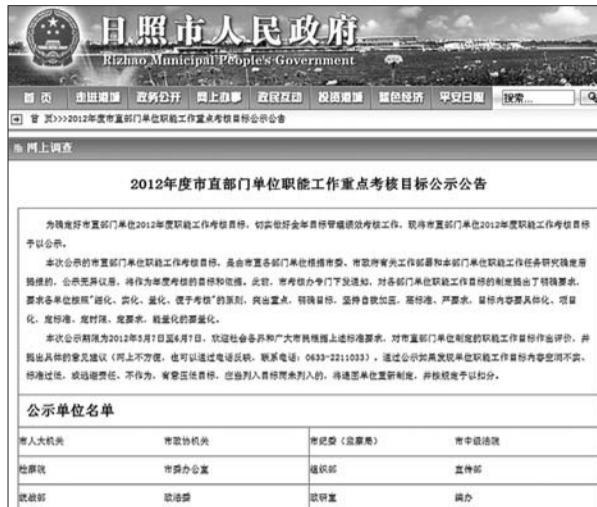 日照市人民政府
Rizhao Municipal People's Government
首 页 走进港城 政务公开 网上办事 政民互动 投资港城 蓝色经济 平安日照 搜索...
首 页>>>2012年度市直部门单位职能工作重点考核目标公示公告
网上调查
2012年度市直部门单位职能工作重点考核目标公示公告
为确定好市直部门单位2012年度职能工作考核目标，切实做好全年目标管理绩效考核工作，现将市直部门单位2012年度职能工作考核目标
予以公示。
本次公示的市直部门单位职能工作考核目标，是由市直各部门单位根据市委、市政府有关工作部署和本部门单位职能工作任务研究确定后
提报的，公示无异议后，将作为年度考核的目标和依据。此前，市考核办专门下发通知，对各部门单位职能工作目标的制定提出了明确要求，
要求各单位按照"细化、实化、量化、便于考核"的原则，突出重点，明确目标，坚持自我加压、高标准、严要求，目标内容要具体化、项目
化，定标准，定时限，定要求，能量化的要量化。
本次公示期限为2012年5月7日至6月7日，欢迎社会各界和广大市民根据上述标准要求，对市直部门单位制定的职能工作目标作出评价，并
提出具体的意见建议（网上不方便，也可以通过电话反映，联系电话：0633-2211033）。通过公示如果发现单位职能工作目标内容空洞不实、
标准过低，或逃避责任、不作为，有意压低目标，应当列入目标而未列入的，将退回单位重新制定，并按规定予以扣分。
公示单位名单
市人大机关 市政协机关 市纪委（监察局） 市中级法院
检察院 市委办公室 组织部 宣传部
统战部 政法委 政研室 编办